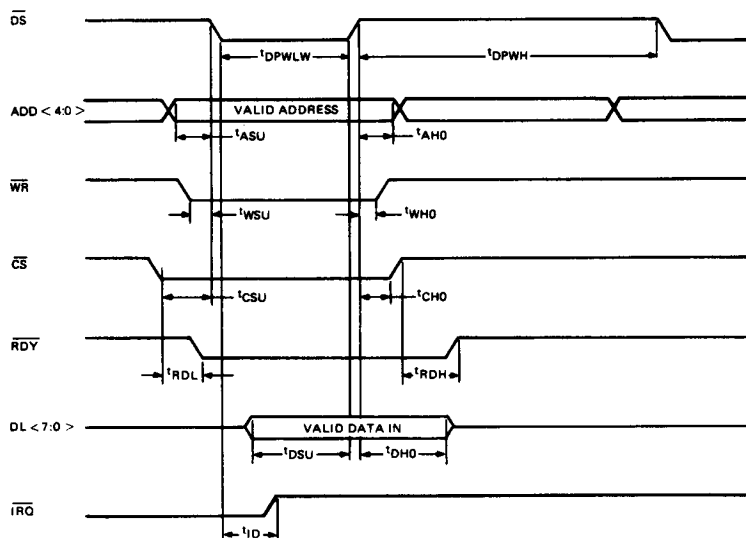 DS
tDPWLW
tDPWH
ADD < 4:0 >
VALID ADDRESS
tASU
tAH0
WR
tWSU
tWH0
CS
tCSU
tCH0
RDY
tRDL
tRDH
DL < 7:0 >
VALID DATA IN
tDSU
tDH0
IRQ
tID